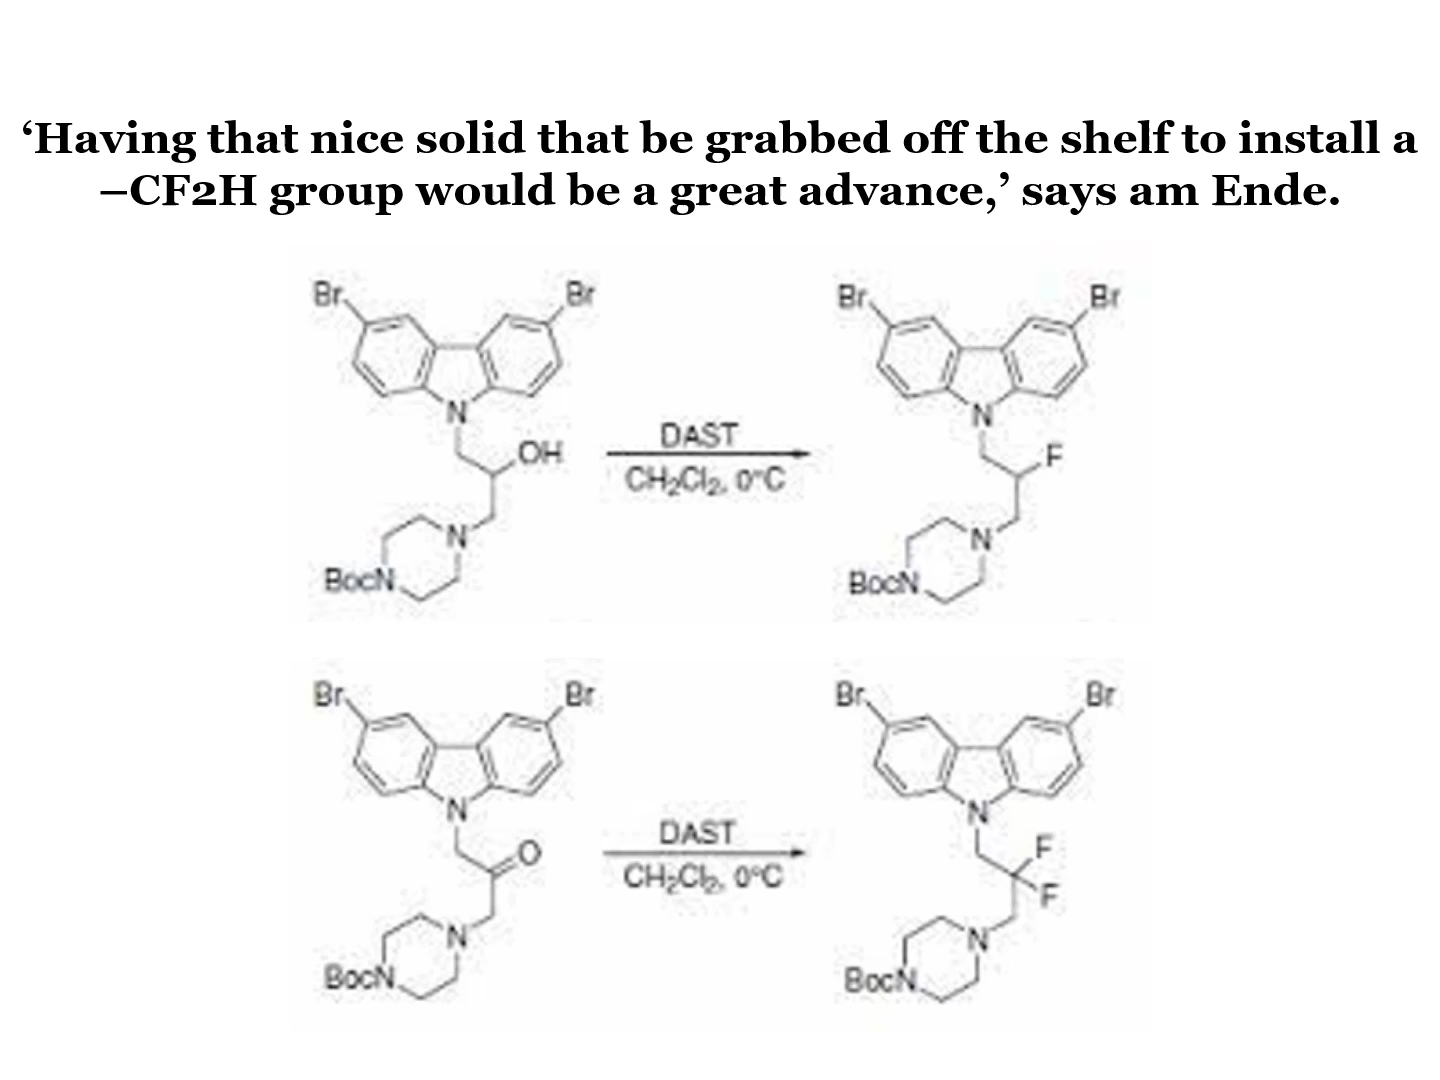 ‘Having that nice solid that be grabbed off the shelf to install a
–CF2H group would be a great advance,’ says am Ende.
Br Br Br Br
N N
OH DAST F
CH2Cl2, 0°C
N N
BocN BocN
Br Br Br Br
N N
O DAST F
CH2Cl2, 0°C F
N N
BocN BocN